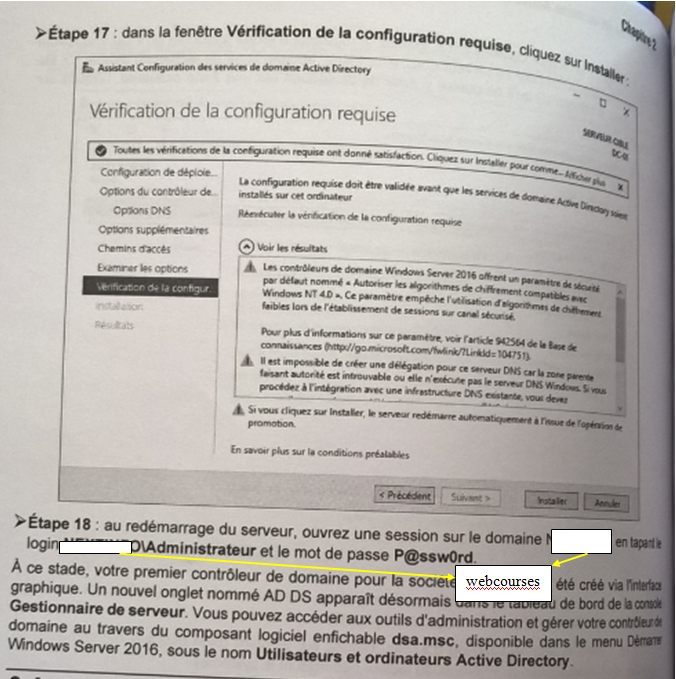 Chapitre 2
➤Étape 17 : dans la fenêtre Vérification de la configuration requise, cliquez sur Installer :
Assistant Configuration des services de domaine Active Directory
Vérification de la configuration requise
SERVEUR CIBLE
Toutes les vérifications de la configuration requise ont donné satisfaction. Cliquez sur Installer pour comme... Afficher plus
Configuration de déploie...
Options du contrôleur de...
Options DNS
Options supplémentaires
Chemins d'accès
Examiner les options
Vérification de la configur...
Installation
Résultats
La configuration requise doit être validée avant que les services de domaine Active Directory soient
installés sur cet ordinateur
Réexécuter la vérification de la configuration requise
Voir les résultats
Les contrôleurs de domaine Windows Server 2016 offrent un paramètre de sécurité
par défaut nommé « Autoriser les algorithmes de chiffrement compatibles avec
Windows NT 4.0 ». Ce paramètre empêche l'utilisation d'algorithmes de chiffrement
faibles lors de l'établissement de sessions sur canal sécurisé.
Pour plus d'informations sur ce paramètre, voir l'article 942564 de la Base de
connaissances (http://go.microsoft.com/fwlink/?LinkId=104751).
Il est impossible de créer une délégation pour ce serveur DNS car la zone parente
faisant autorité est introuvable ou elle n'exécute pas le serveur DNS Windows. Si vous
procédez à l'intégration avec une infrastructure DNS existante, vous devez
Si vous cliquez sur Installer, le serveur redémarre automatiquement à l'issue de l'opération de
promotion.
En savoir plus sur la conditions préalables
< Précédent Suivant > Installer Annuler
➤Étape 18 : au redémarrage du serveur, ouvrez une session sur le domaine en tapant le
login \Administrateur et le mot de passe P@ssw0rd.
À ce stade, votre premier contrôleur de domaine pour la société webcourses été créé via l'interface
graphique. Un nouvel onglet nommé AD DS apparaît désormais dans le tableau de bord de la console
Gestionnaire de serveur. Vous pouvez accéder aux outils d'administration et gérer votre contrôleur de
domaine au travers du composant logiciel enfichable dsa.msc, disponible dans le menu Démarrer
Windows Server 2016, sous le nom Utilisateurs et ordinateurs Active Directory.